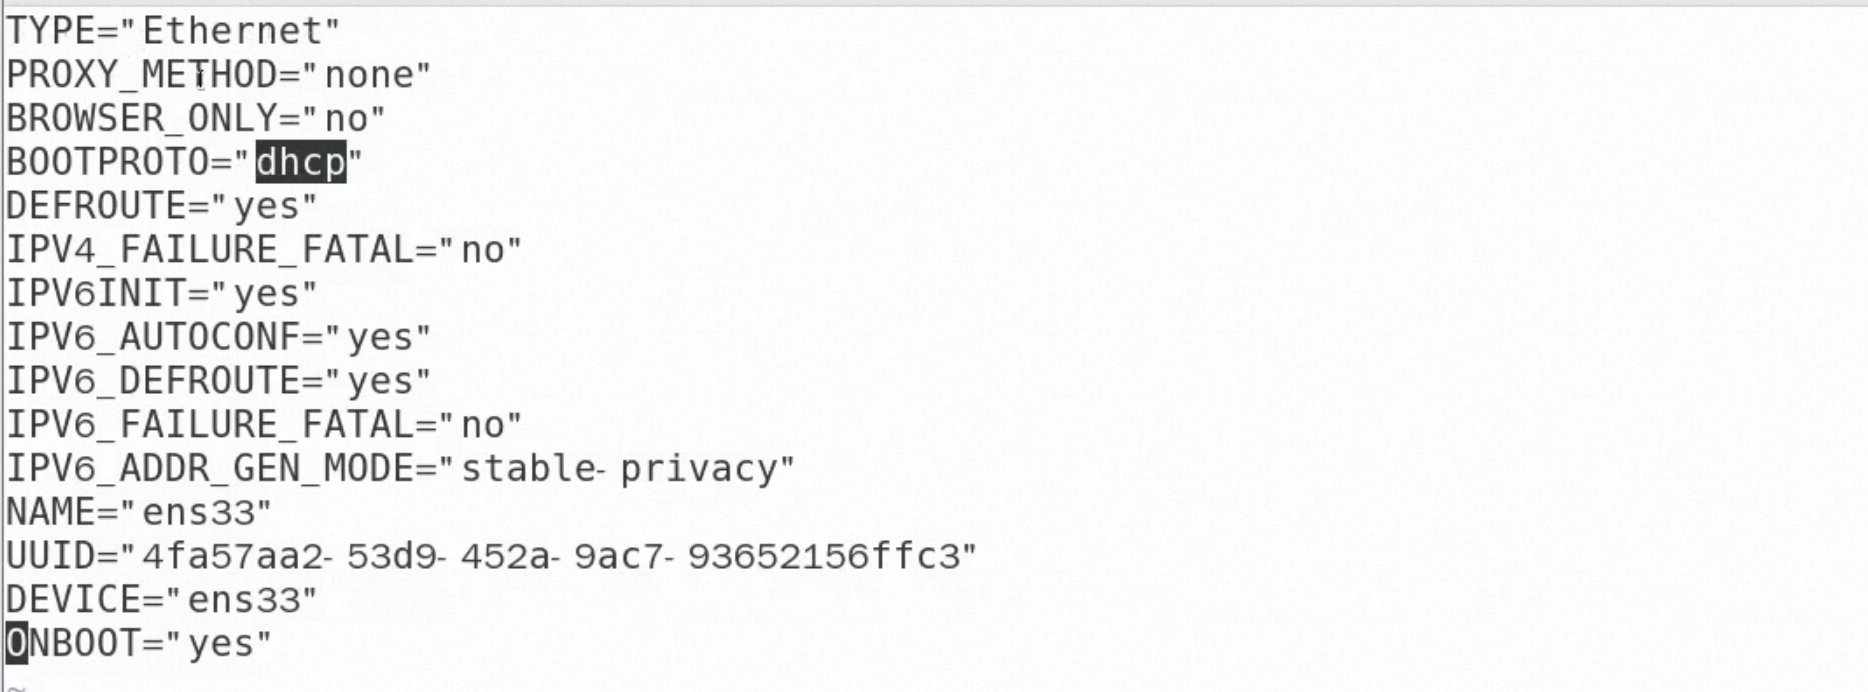 TYPE="Ethernet"
PROXY_METHOD="none"
BROWSER_ONLY="no"
BOOTPROTO="dhcp"
DEFROUTE="yes"
IPV4_FAILURE_FATAL="no"
IPV6INIT="yes"
IPV6_AUTOCONF="yes"
IPV6_DEFROUTE="yes"
IPV6_FAILURE_FATAL="no"
IPV6_ADDR_GEN_MODE="stable-privacy"
NAME="ens33"
UUID="4fa57aa2-53d9-452a-9ac7-93652156ffc3"
DEVICE="ens33"
ONBOOT="yes"
~